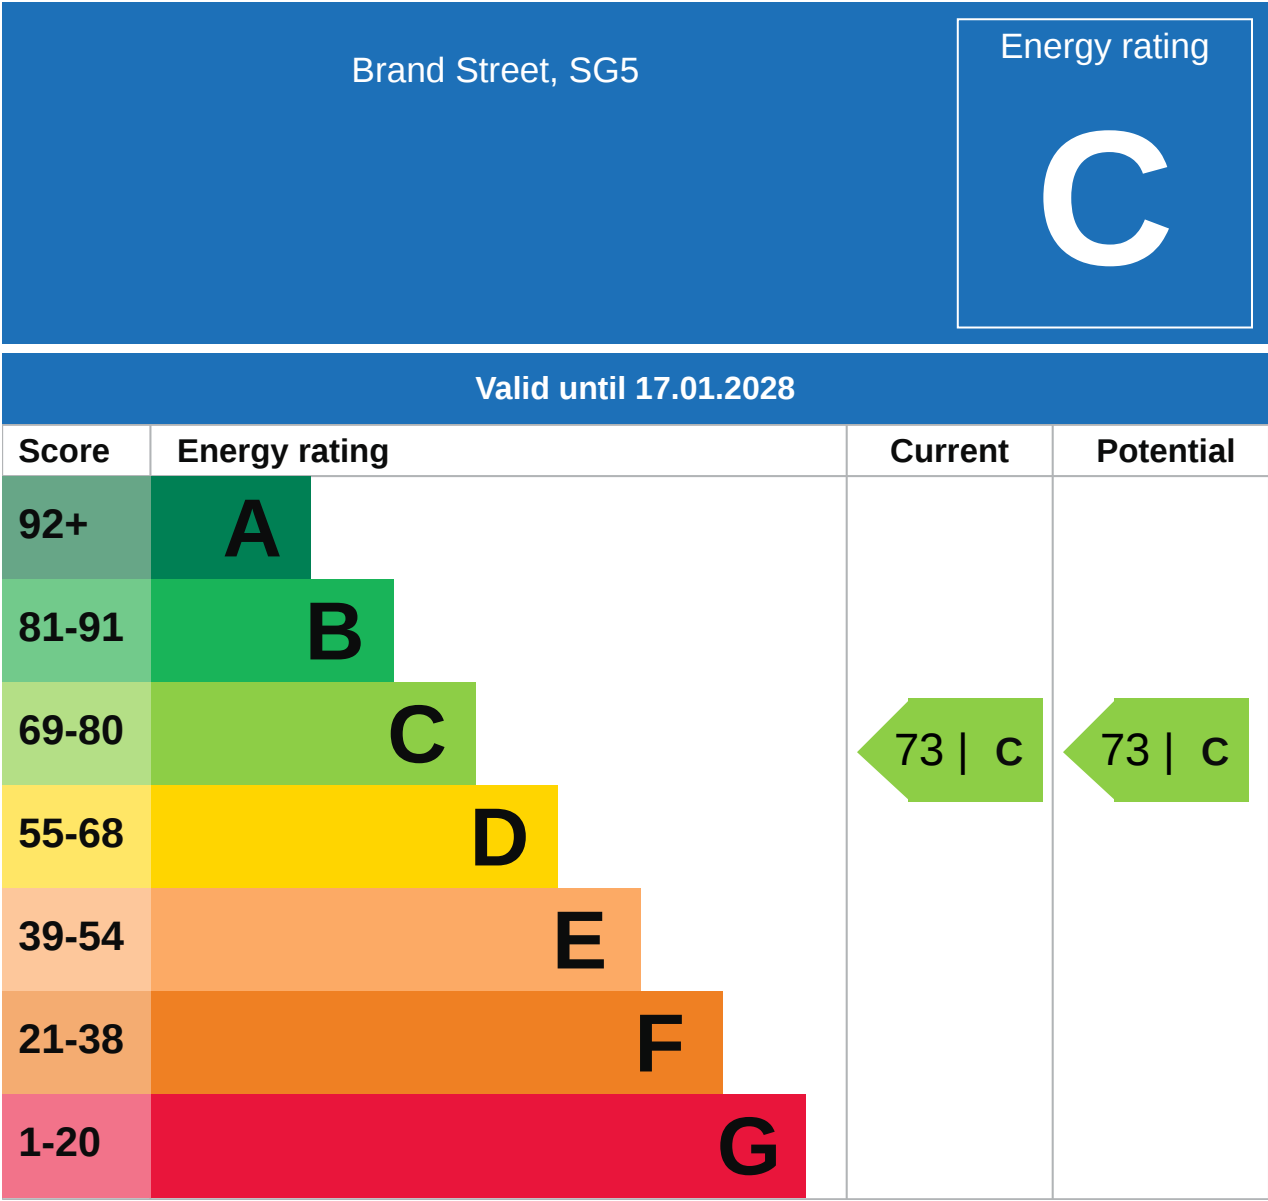 Brand Street, SG5
Energy rating
C
Valid until 17.01.2028
Score Energy rating Current Potential
92+ A
81-91 B
69-80 C 73 | C 73 | C
55-68 D
39-54 E
21-38 F
1-20 G